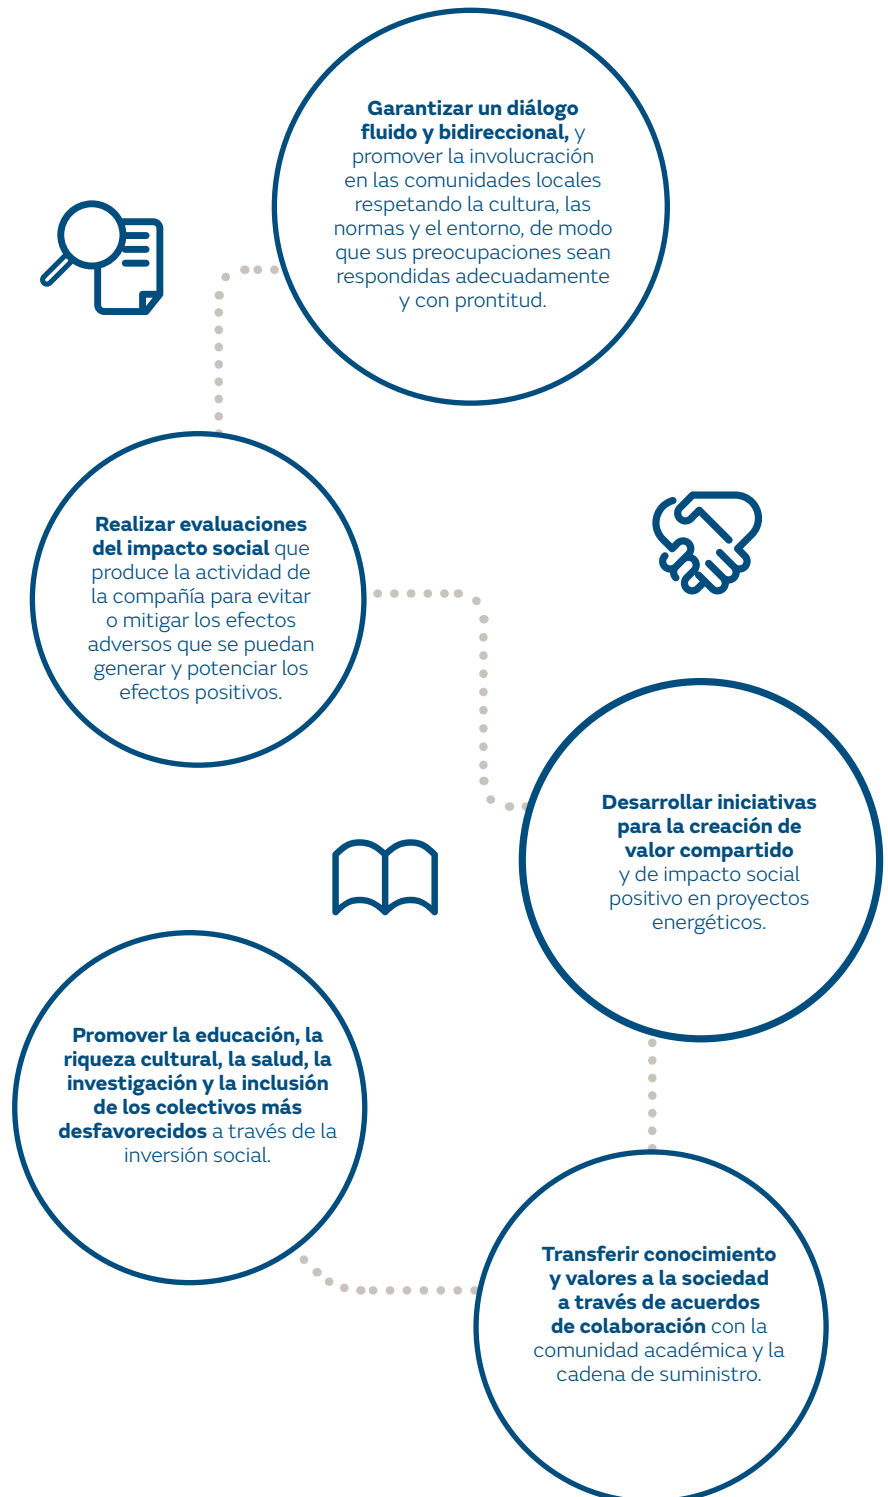 Garantizar un diálogo
fluido y bidireccional, y
promover la involucración
en las comunidades locales
respetando la cultura, las
normas y el entorno, de modo
que sus preocupaciones sean
respondidas adecuadamente
y con prontitud.
Realizar evaluaciones
del impacto social que
produce la actividad de
la compañía para evitar
o mitigar los efectos
adversos que se puedan
generar y potenciar los
efectos positivos.
Desarrollar iniciativas
para la creación de
valor compartido
y de impacto social
positivo en proyectos
energéticos.
Promover la educación, la
riqueza cultural, la salud, la
investigación y la inclusión
de los colectivos más
desfavorecidos a través de la
inversión social.
Transferir conocimiento
y valores a la sociedad
a través de acuerdos
de colaboración con la
comunidad académica y la
cadena de suministro.